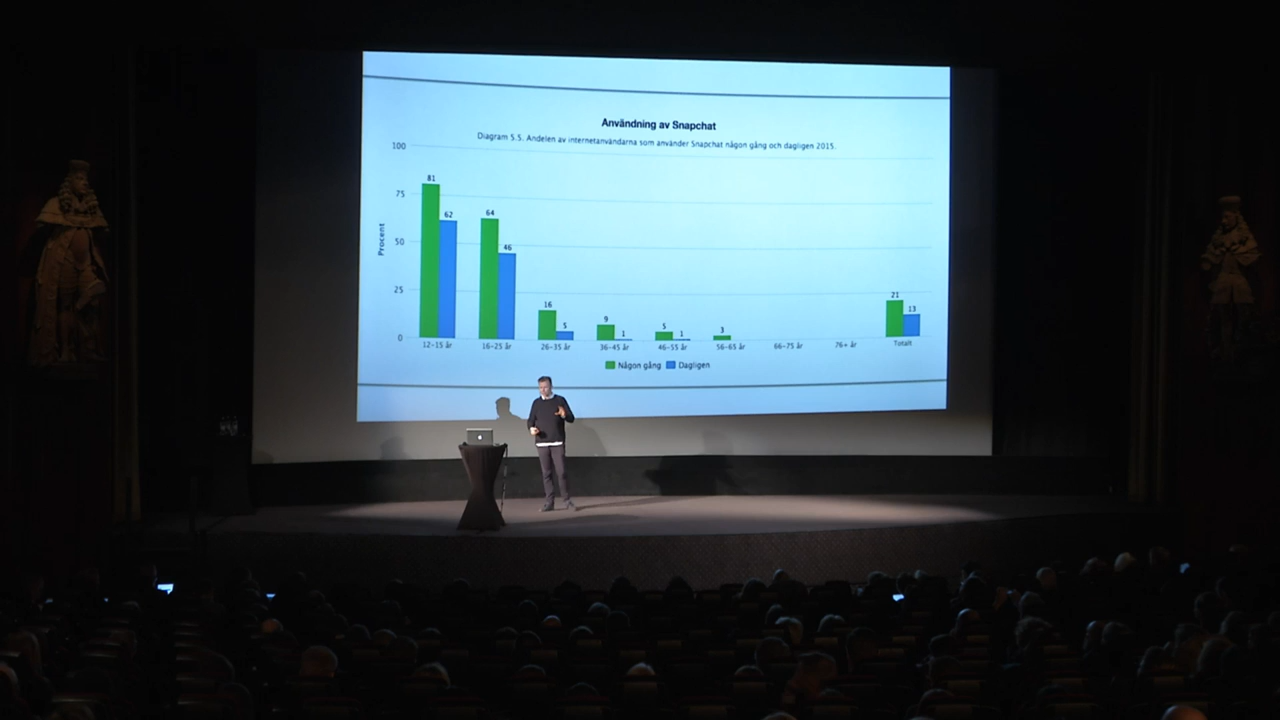 Användning av Snapchat
Diagram 5.5. Andelen av internetanvändarna som använder Snapchat någon gång och dagligen 2015.
100
75
50
25
0
Procent
81
62
64
46
16
5
9
1
5
1
3
21
13
12-15 år
16-25 år
26-35 år
36-45 år
46-55 år
56-65 år
66-75 år
76+ år
Totalt
Någon gång
Dagligen